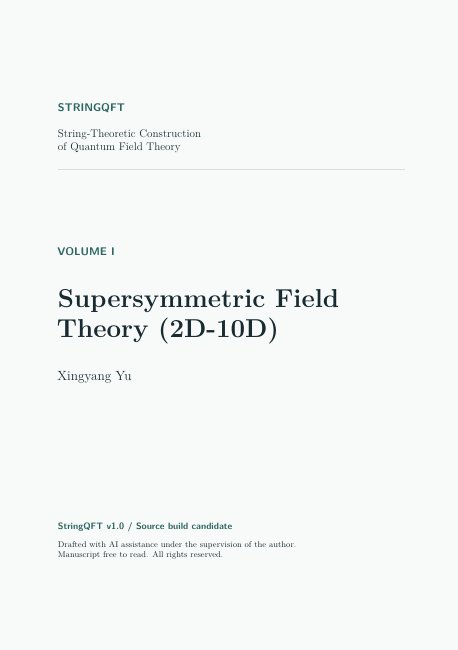 STRINGQFT
String-Theoretic Construction
of Quantum Field Theory
VOLUME I
Supersymmetric Field
Theory (2D-10D)
Xingyang Yu
StringQFT v1.0 / Source build candidate
Drafted with AI assistance under the supervision of the author.
Manuscript free to read. All rights reserved.